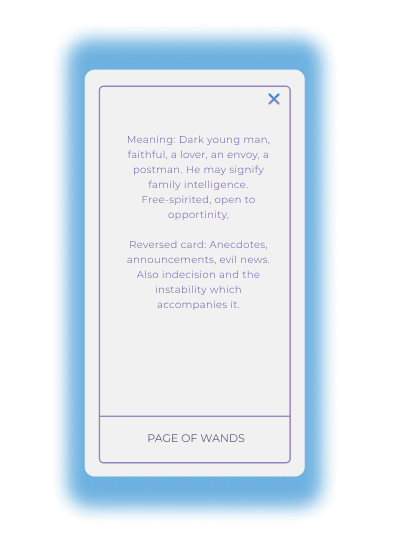 Meaning: Dark young man,
faithful, a lover, an envoy, a
postman. He may signify
family intelligence.
Free-spirited, open to
opportinity,
Reversed card: Anecdotes,
announcements, evil news.
Also indecision and the
instability which
accompanies it.
PAGE OF WANDS